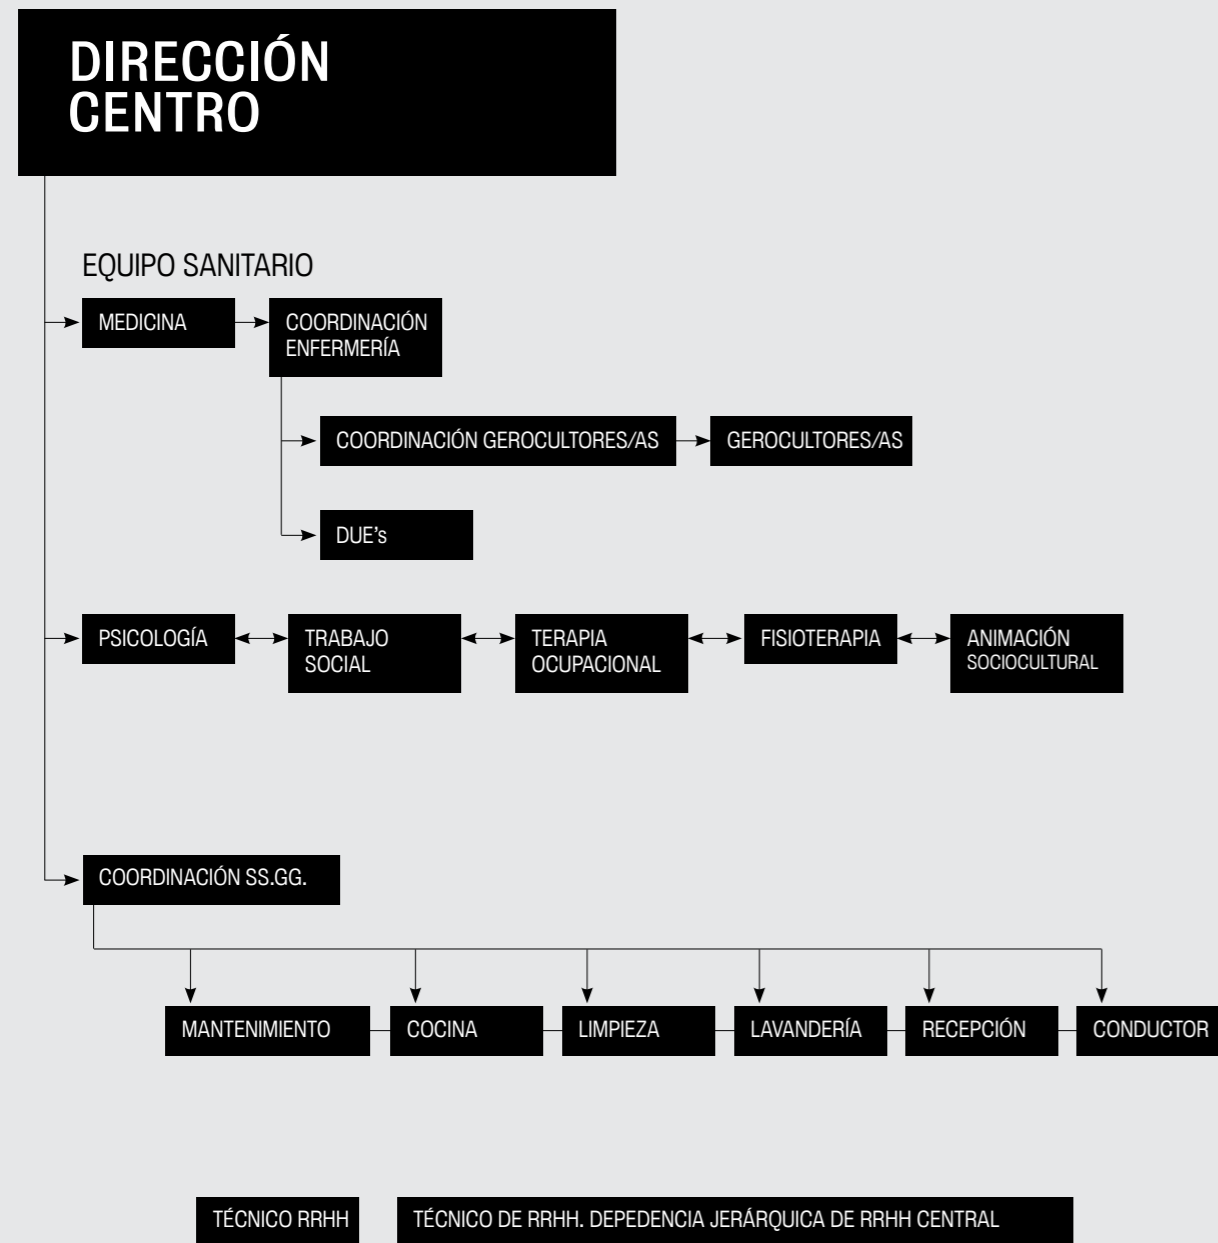 DIRECCIÓN
CENTRO
EQUIPO SANITARIO
MEDICINA
COORDINACIÓN
ENFERMERÍA
COORDINACIÓN GEROCULTORES/AS
GEROCULTORES/AS
DUE's
PSICOLOGÍA
TRABAJO
SOCIAL
TERAPIA
OCUPACIONAL
FISIOTERAPIA
ANIMACIÓN
SOCIOCULTURAL
COORDINACIÓN SS.GG.
MANTENIMIENTO
COCINA
LIMPIEZA
LAVANDERÍA
RECEPCIÓN
CONDUCTOR
TÉCNICO RRHH
TÉCNICO DE RRHH. DEPEDENCIA JERÁRQUICA DE RRHH CENTRAL